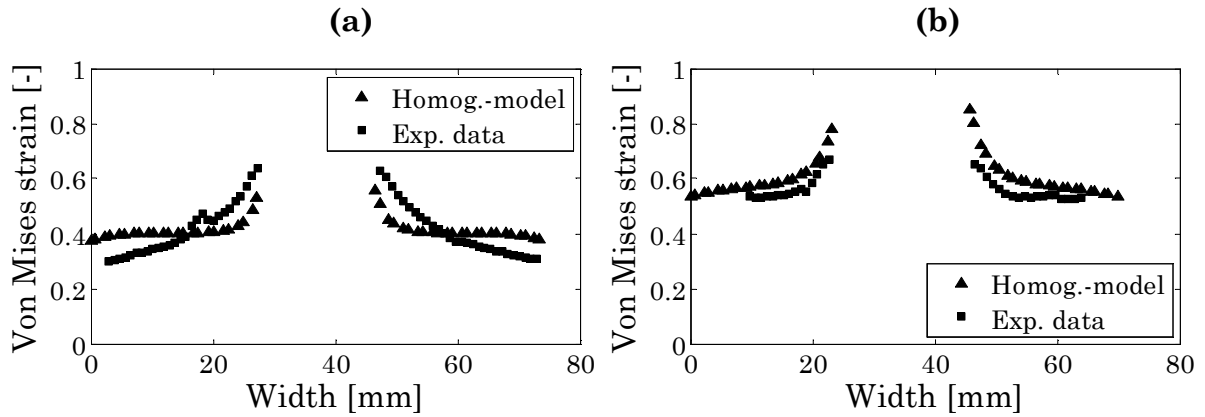 (a)
Von Mises strain [-]
1
0.8
0.6
0.4
0.2
0
0
20
40
60
80
Width [mm]
Homog.-model
Exp. data
(b)
Von Mises strain [-]
1
0.8
0.6
0.4
0.2
0
0
20
40
60
80
Width [mm]
Homog.-model
Exp. data